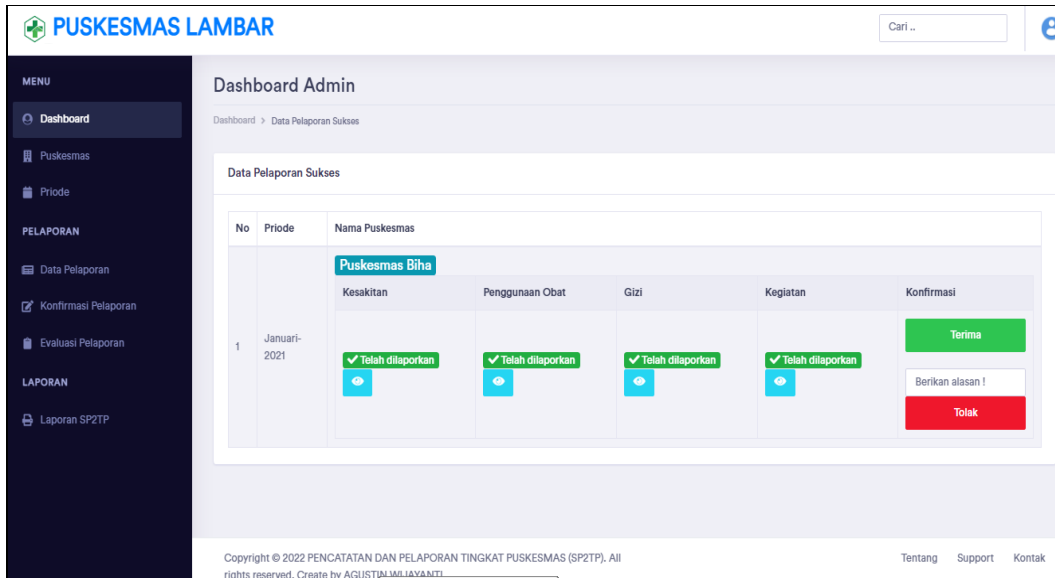 PUSKESMAS LAMBAR
Cari ..
MENU
Dashboard
Puskesmas
Priode
PELAPORAN
Data Pelaporan
Konfirmasi Pelaporan
Evaluasi Pelaporan
LAPORAN
Laporan SP2TP
Dashboard Admin
Dashboard > Data Pelaporan Sukses
Data Pelaporan Sukses
No Priode Nama Puskesmas
Puskesmas Biha
Kesakitan Penggunaan Obat Gizi Kegiatan Konfirmasi
1
Januari-
2021
Telah dilaporkan Telah dilaporkan Telah dilaporkan Telah dilaporkan
Terima
Berikan alasan !
Tolak
Copyright © 2022 PENCATATAN DAN PELAPORAN TINGKAT PUSKESMAS (SP2TP). All
rights reserved. Create by AGUSTIN WIJAYANTI
Tentang Support Kontak